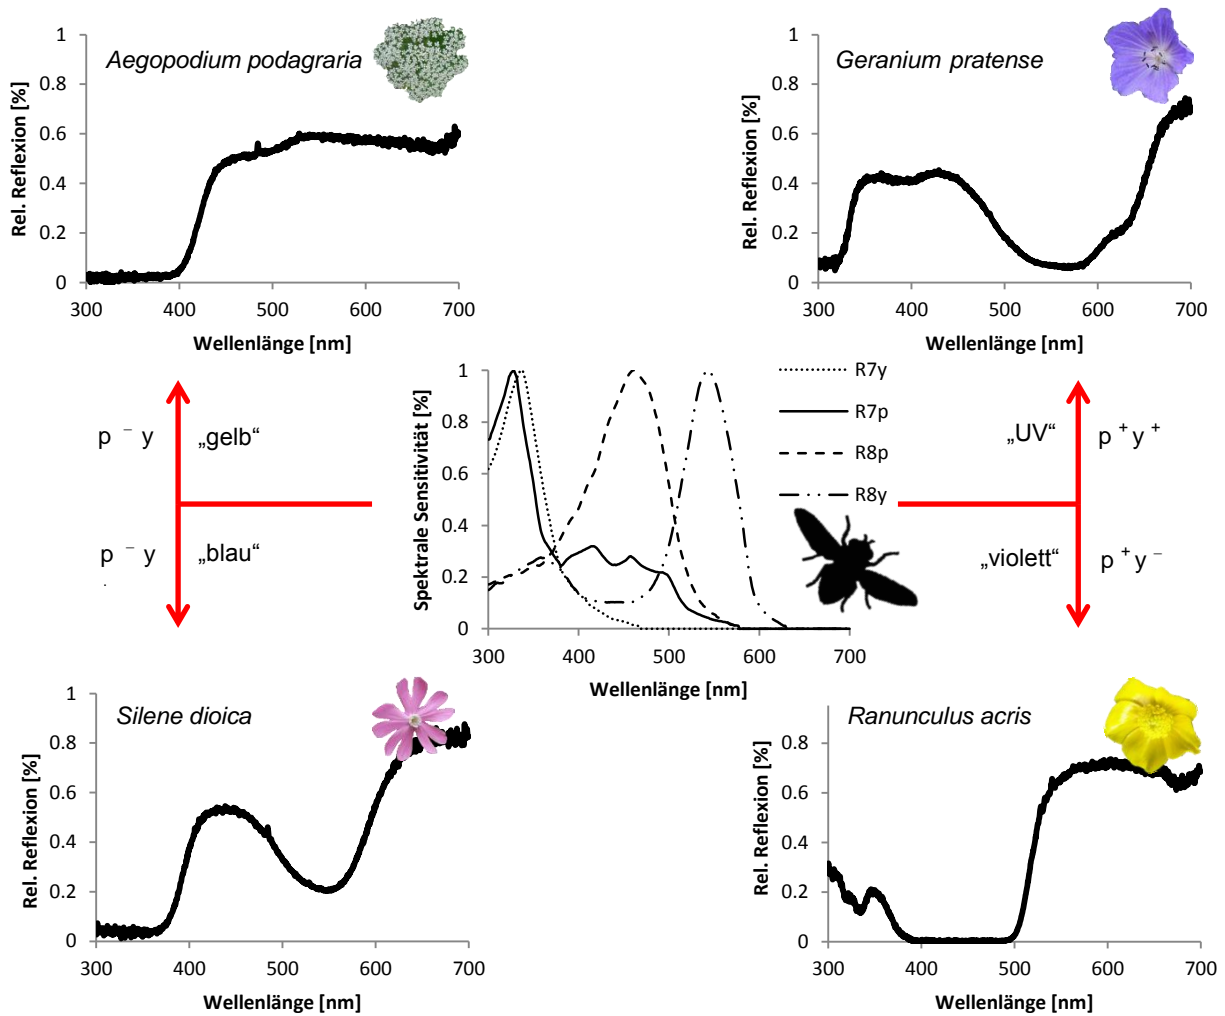 Aegopodium podagraria
Rel. Reflexion [%]
1
0.8
0.6
0.4
0.2
0
300 400 500 600 700
Wellenlänge [nm]
Geranium pratense
Rel. Reflexion [%]
1
0.8
0.6
0.4
0.2
0
300 400 500 600 700
Wellenlänge [nm]
p – y „gelb“
p – y „blau“
.
Spektrale Sensitivität [%]
1
0.8
0.6
0.4
0.2
0
300 400 500 600 700
Wellenlänge [nm]
R7y
R7p
R8p
R8y
„UV“ p + y +
„violett“ p + y –
Silene dioica
Rel. Reflexion [%]
1
0.8
0.6
0.4
0.2
0
300 400 500 600 700
Wellenlänge [nm]
Ranunculus acris
Rel. Reflexion [%]
0.8
0.6
0.4
0.2
0
300 400 500 600 700
Wellenlänge [nm]